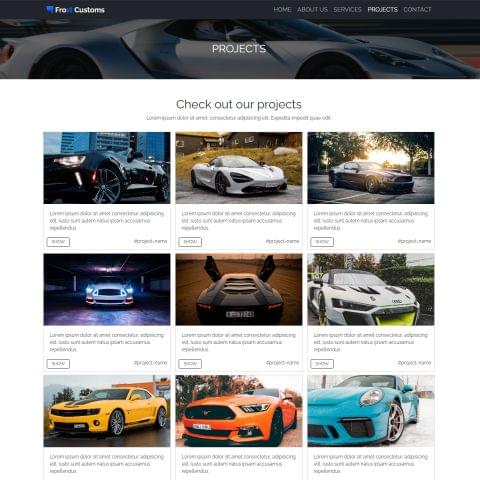 Frost Customs
HOME ABOUT US SERVICES PROJECTS CONTACT
PROJECTS
Check out our projects
Lorem ipsum dolor sit amet, consectetur adipisicing elit. Expedita impedit quae odit.
Lorem ipsum dolor sit amet consectetur, adipisicing
elit. Iusto sunt autem natus ipsam accusamus
repellendus.
SHOW #project-name
Lorem ipsum dolor sit amet consectetur, adipisicing
elit. Iusto sunt autem natus ipsam accusamus
repellendus.
SHOW #project-name
Lorem ipsum dolor sit amet consectetur, adipisicing
elit. Iusto sunt autem natus ipsam accusamus
repellendus.
SHOW #project-name
Lorem ipsum dolor sit amet consectetur, adipisicing
elit. Iusto sunt autem natus ipsam accusamus
repellendus.
SHOW #project-name
Lorem ipsum dolor sit amet consectetur, adipisicing
elit. Iusto sunt autem natus ipsam accusamus
repellendus.
SHOW #project-name
Lorem ipsum dolor sit amet consectetur, adipisicing
elit. Iusto sunt autem natus ipsam accusamus
repellendus.
SHOW #project-name
Lorem ipsum dolor sit amet consectetur, adipisicing
elit. Iusto sunt autem natus ipsam accusamus
repellendus.
Lorem ipsum dolor sit amet consectetur, adipisicing
elit. Iusto sunt autem natus ipsam accusamus
repellendus.
Lorem ipsum dolor sit amet consectetur, adipisicing
elit. Iusto sunt autem natus ipsam accusamus
repellendus.